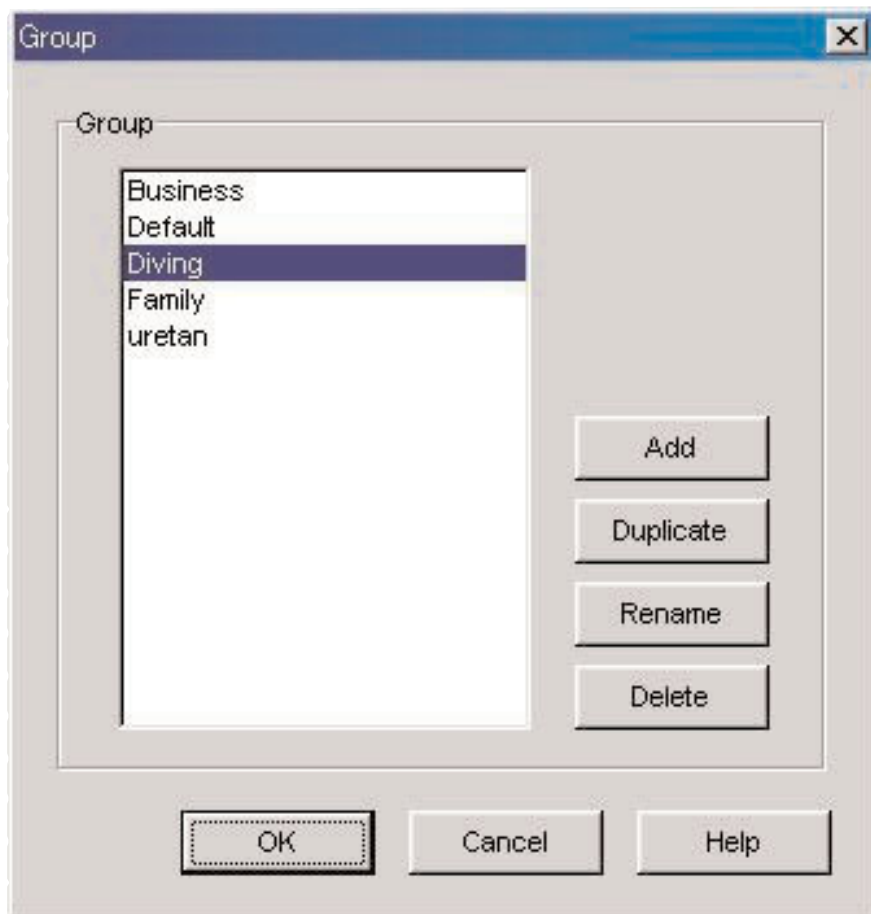 Group
Group
Business
Default
Diving
Family
uretan
Add
Duplicate
Rename
Delete
OK
Cancel
Help